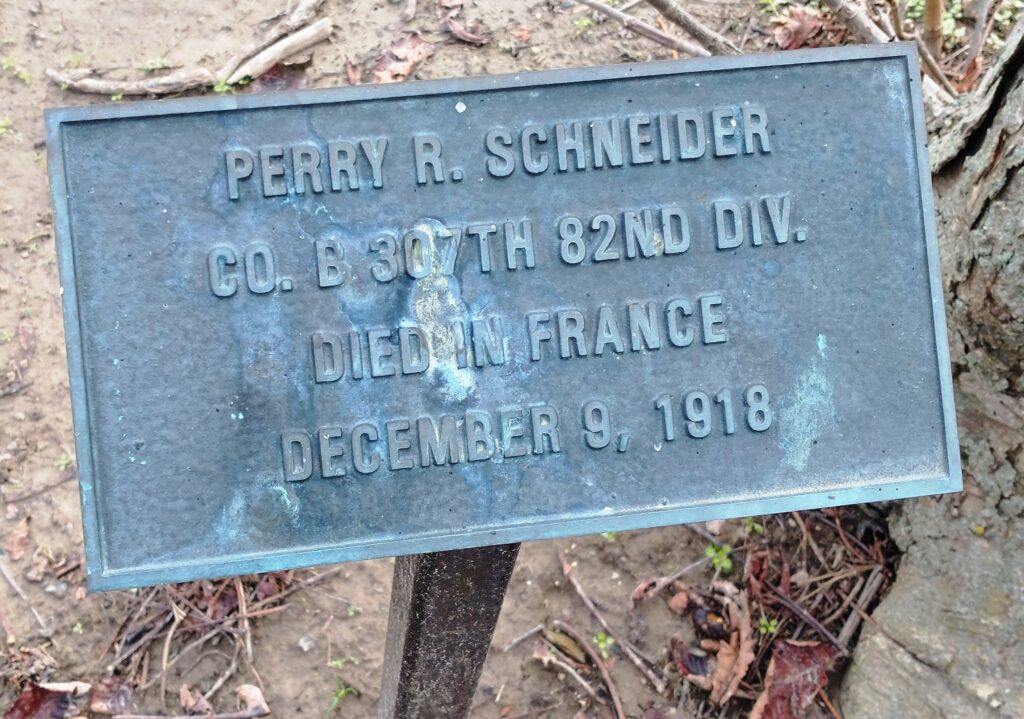 PERRY R. SCHNEIDER
CO. B 307TH 82ND DIV.
DIED IN FRANCE
DECEMBER 9, 1918